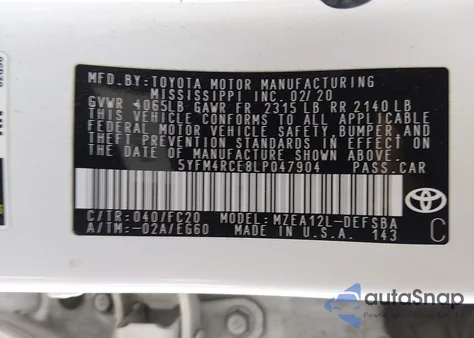 MFD.BY:TOYOTA MOTOR MANUFACTURING
MISSISSIPPI INC 02/20
GVWR 4065LB GAWR FR 2315 LB RR 2140 LB
THIS VEHICLE CONFORMS TO ALL APPLICABLE
FEDERAL MOTOR VEHICLE SAFETY, BUMPER, AND
THEFT PREVENTION STANDARDS IN EFFECT ON
THE DATE OF MANUFACTURE SHOWN ABOVE.
5YFM4RCE8LP047904 PASS.CAR
C/TR:040/FC20 MODEL:MZEA12L-DEFSBA
A/TM:-02A/EG60 MADE IN U.S.A. 143
C
autoSnap